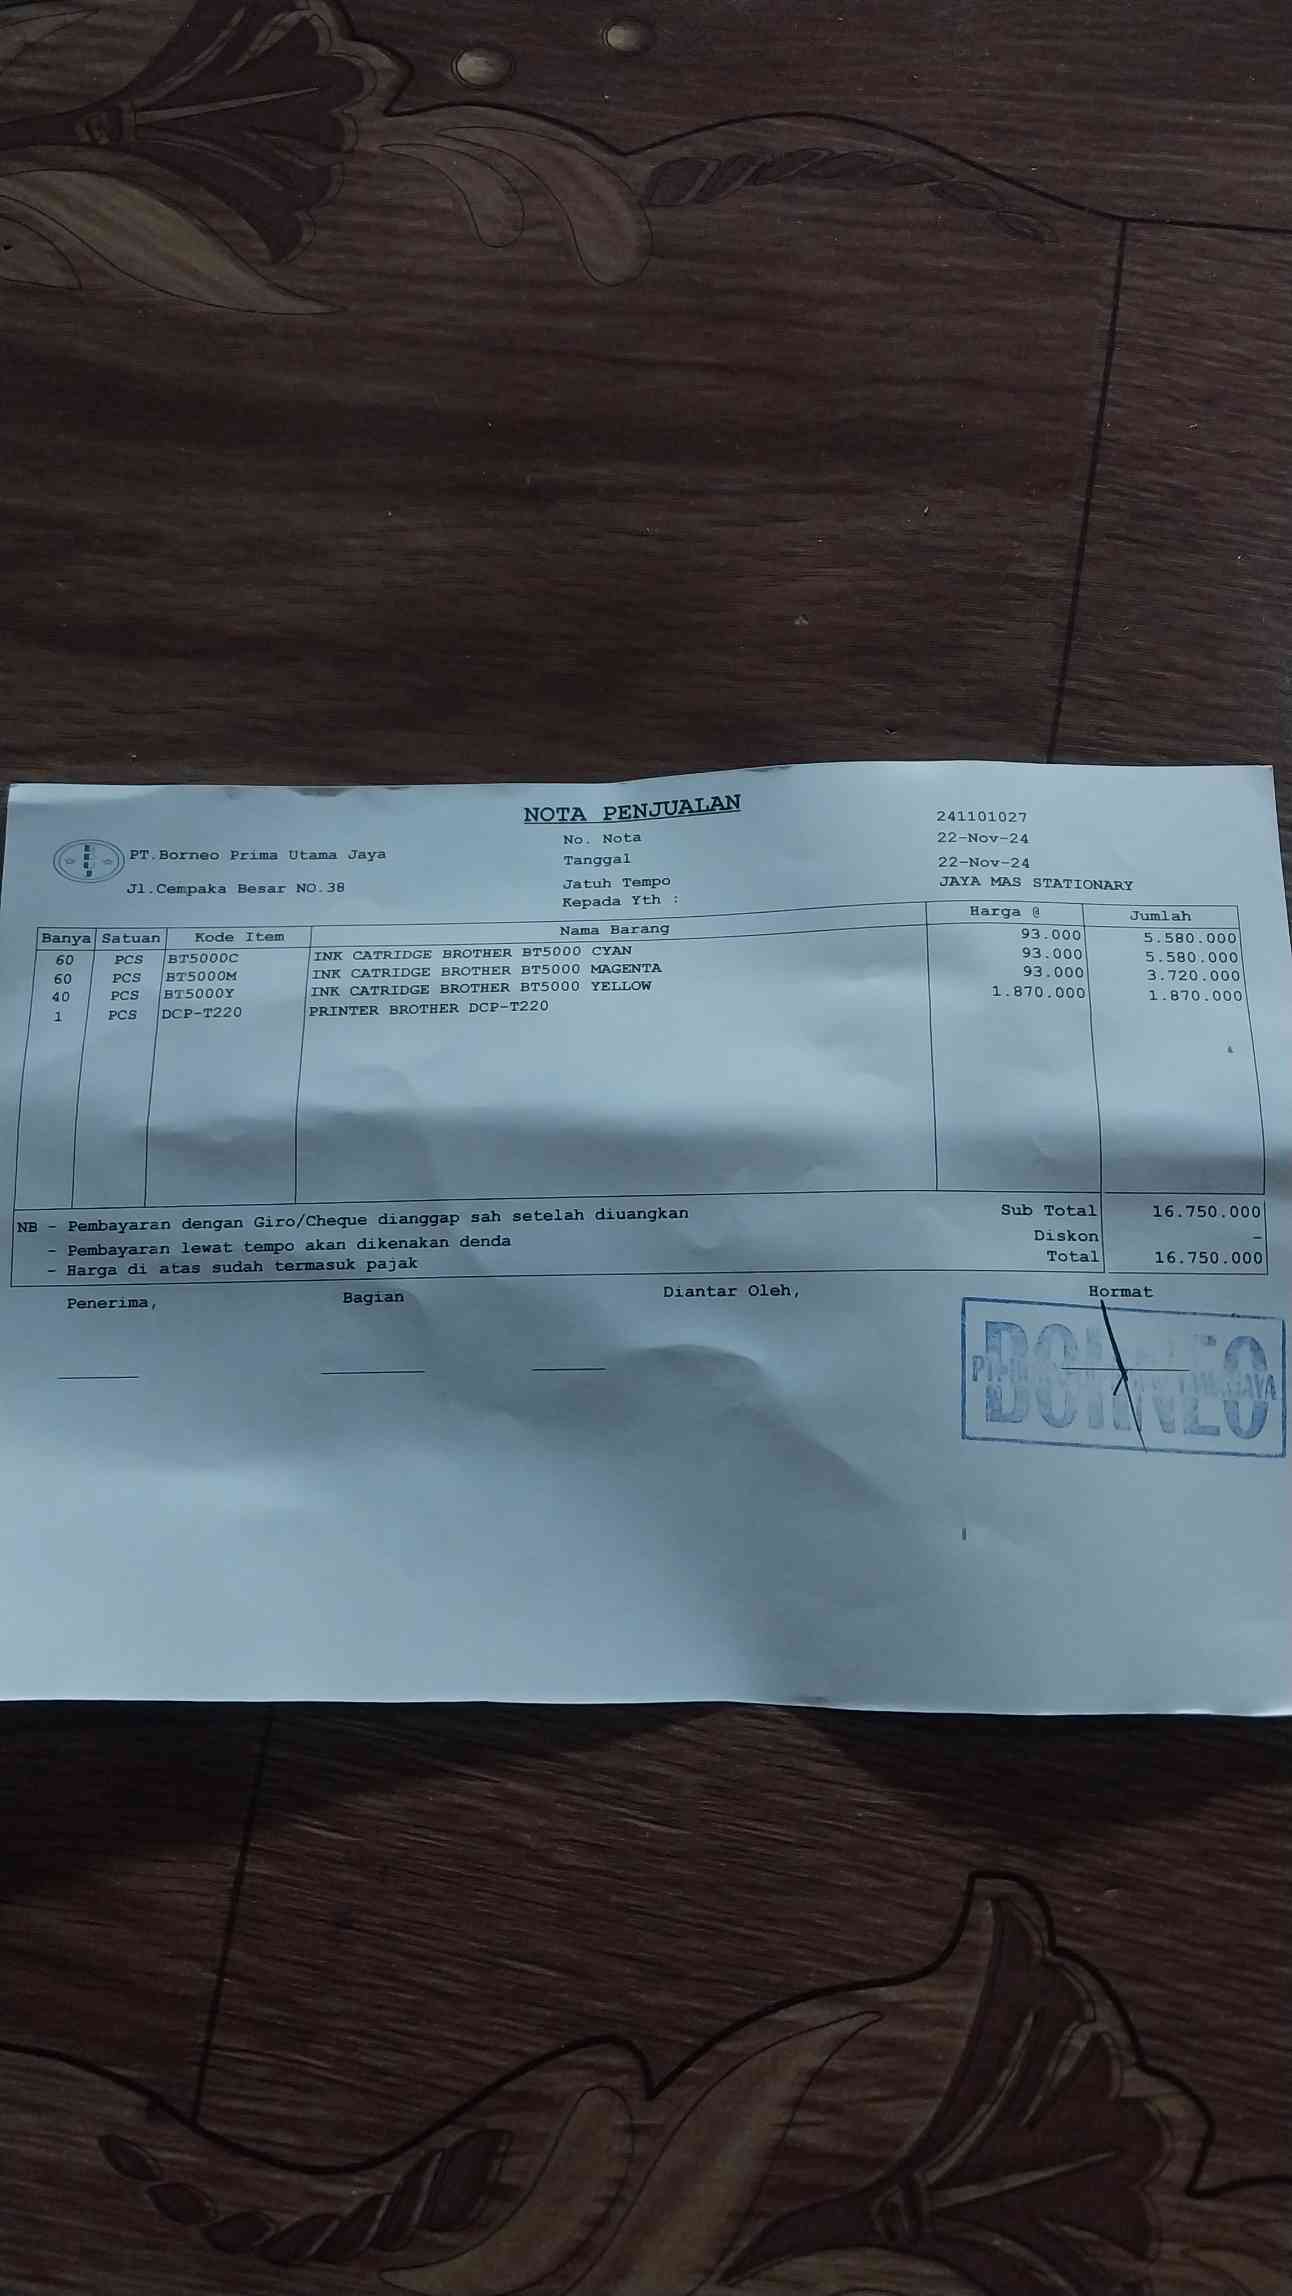 NOTA PENJUALAN
PT.Borneo Prima Utama Jaya
Jl.Cempaka Besar NO.38
No. Nota 241101027
Tanggal 22-Nov-24
Jatuh Tempo 22-Nov-24
Kepada Yth : JAYA MAS STATIONARY
Banya Satuan Kode Item Nama Barang Harga @ Jumlah
60 PCS BT5000C INK CATRIDGE BROTHER BT5000 CYAN 93.000 5.580.000
60 PCS BT5000M INK CATRIDGE BROTHER BT5000 MAGENTA 93.000 5.580.000
40 PCS BT5000Y INK CATRIDGE BROTHER BT5000 YELLOW 93.000 3.720.000
1 PCS DCP-T220 PRINTER BROTHER DCP-T220 1.870.000 1.870.000
NB - Pembayaran dengan Giro/Cheque dianggap sah setelah diuangkan Sub Total 16.750.000
- Pembayaran lewat tempo akan dikenakan denda Diskon -
- Harga di atas sudah termasuk pajak Total 16.750.000
Penerima, Bagian Diantar Oleh, Hormat
BORNEO